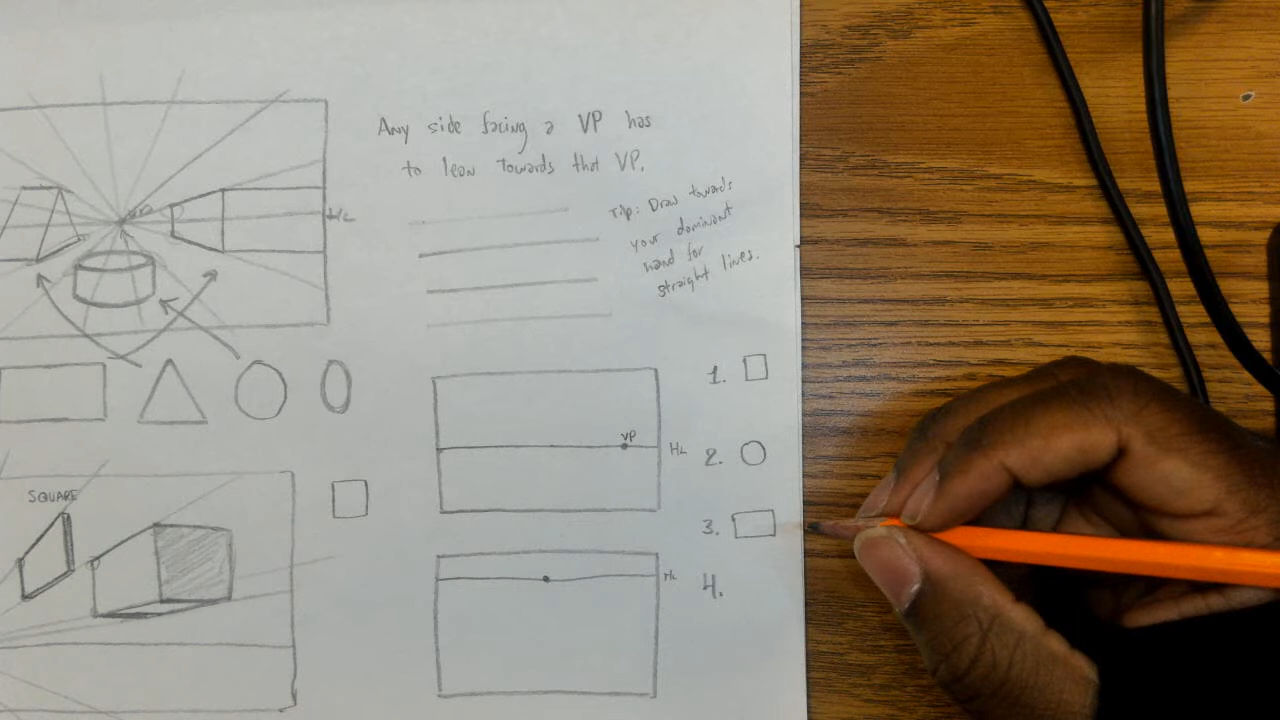 Any side facing a VP has
to lean towards that VP.
Tip: Draw towards
your dominant
hand for
straight lines.
VP
H/L
SQUARE
1.
VP
HL
2.
3.
HL
4.